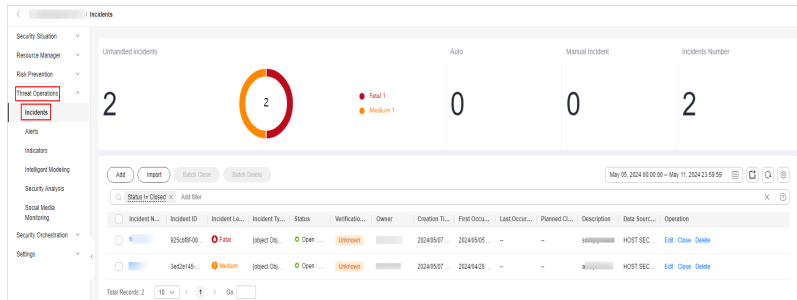 / Incidents
Security Situation
Resource Manager
Risk Prevention
Threat Operations
Incidents
Alerts
Indicators
Intelligent Modeling
Security Analysis
Social Media
Monitoring
Security Orchestration
Settings
Unhandled incidents
Auto
Manual Incident
Incidents Number
2
2
Fatal 1
Medium 1
0
0
2
Add Import Batch Close Batch Delete
May 05, 2024 00:00:00 – May 11, 2024 23:59:59
Status != Closed × Add filter
Incident N... Incident ID Incident Le... Incident Ty... Status Verificatio... Owner Creation Ti... First Occu... Last Occur... Planned Cl... Description Data Sourc... Operation
925cbf8f-08... Fatal [object Obj... Open Unknown 2024/05/07 ... 2024/05/05 ... -- -- HOST SEC... Edit Close Delete
3ed2e145-... Medium [object Obj... Open Unknown 2024/05/07 ... 2024/04/28 ... -- -- HOST SEC... Edit Close Delete
Total Records: 2 10 < 1 > Go